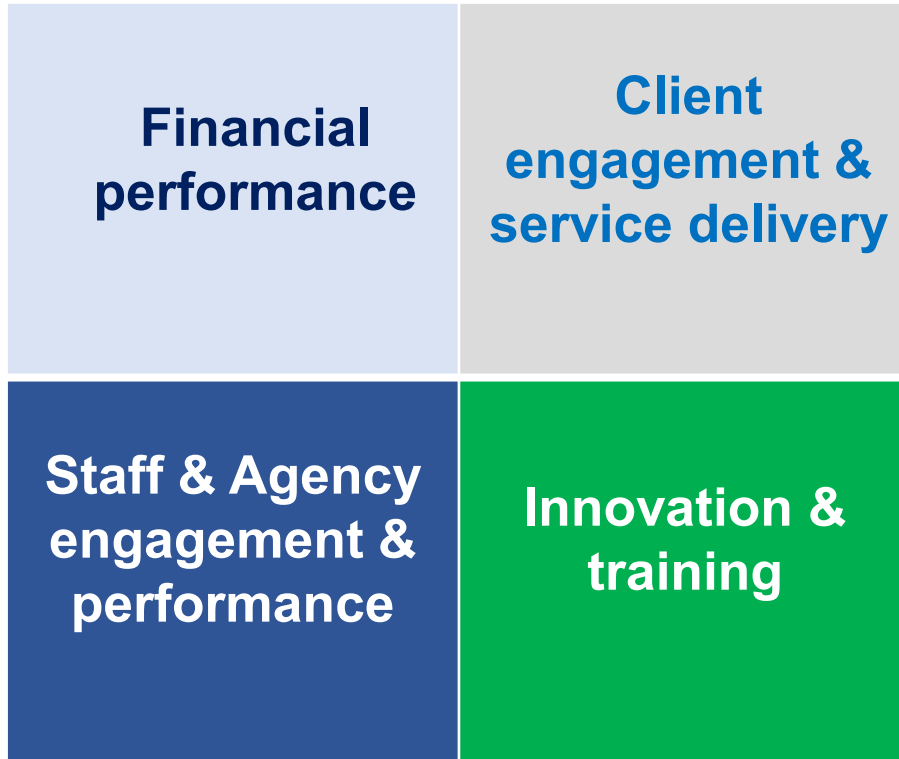 Financial
performance
Client
engagement &
service delivery
Staff & Agency
engagement &
performance
Innovation &
training